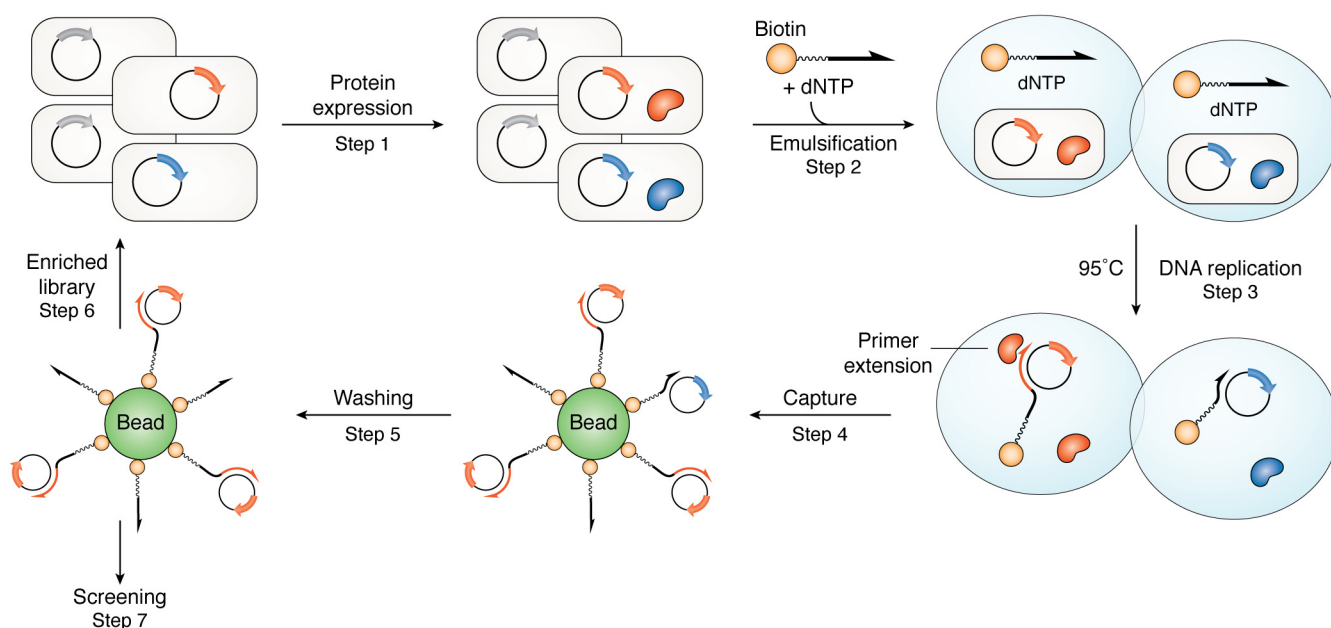 Protein
expression
Step 1
Biotin
+ dNTP
Emulsification
Step 2
dNTP
dNTP
95°C
DNA replication
Step 3
Primer
extension
Capture
Step 4
Bead
Washing
Step 5
Bead
Enriched
library
Step 6
Screening
Step 7